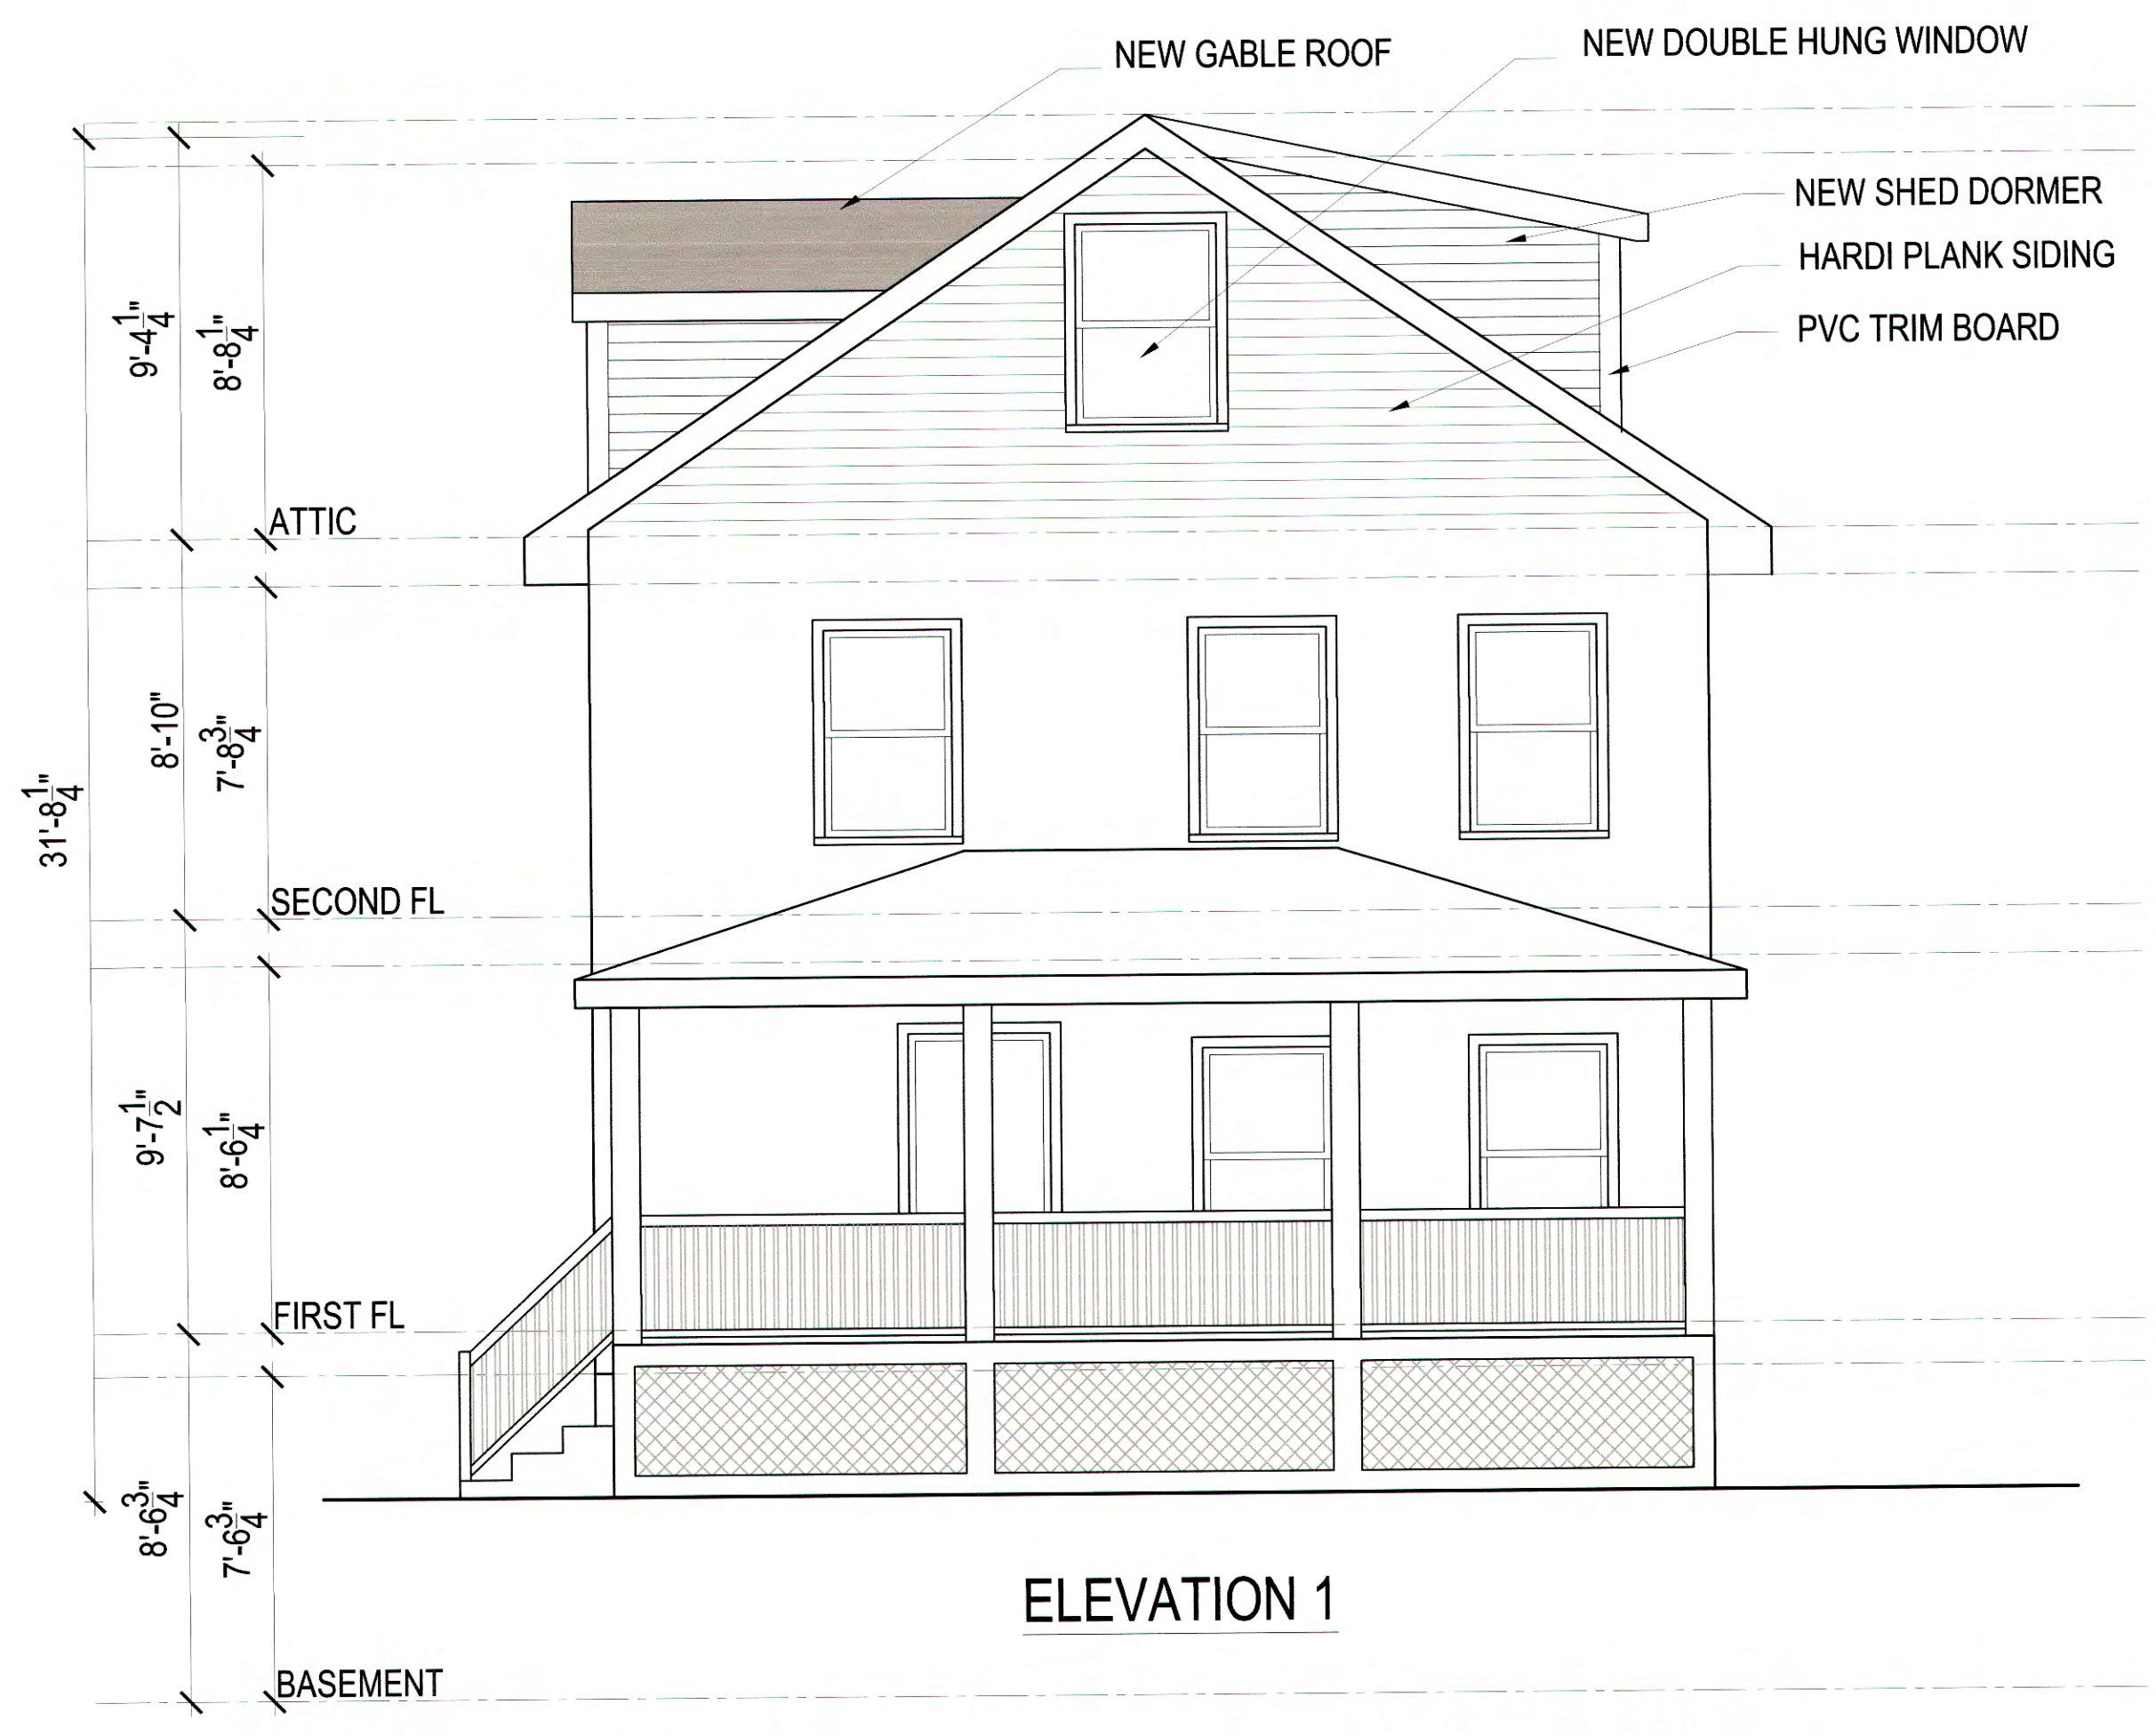 NEW GABLE ROOF
NEW DOUBLE HUNG WINDOW
NEW SHED DORMER
HARDI PLANK SIDING
PVC TRIM BOARD
9'-4 1/4"
8'-8 1/4"
ATTIC
31'-8 1/4"
8'-10"
7'-8 3/4"
SECOND FL
9'-7 1/2"
8'-6 1/4"
FIRST FL
8'-6 3/4"
7'-6 3/4"
BASEMENT
ELEVATION 1